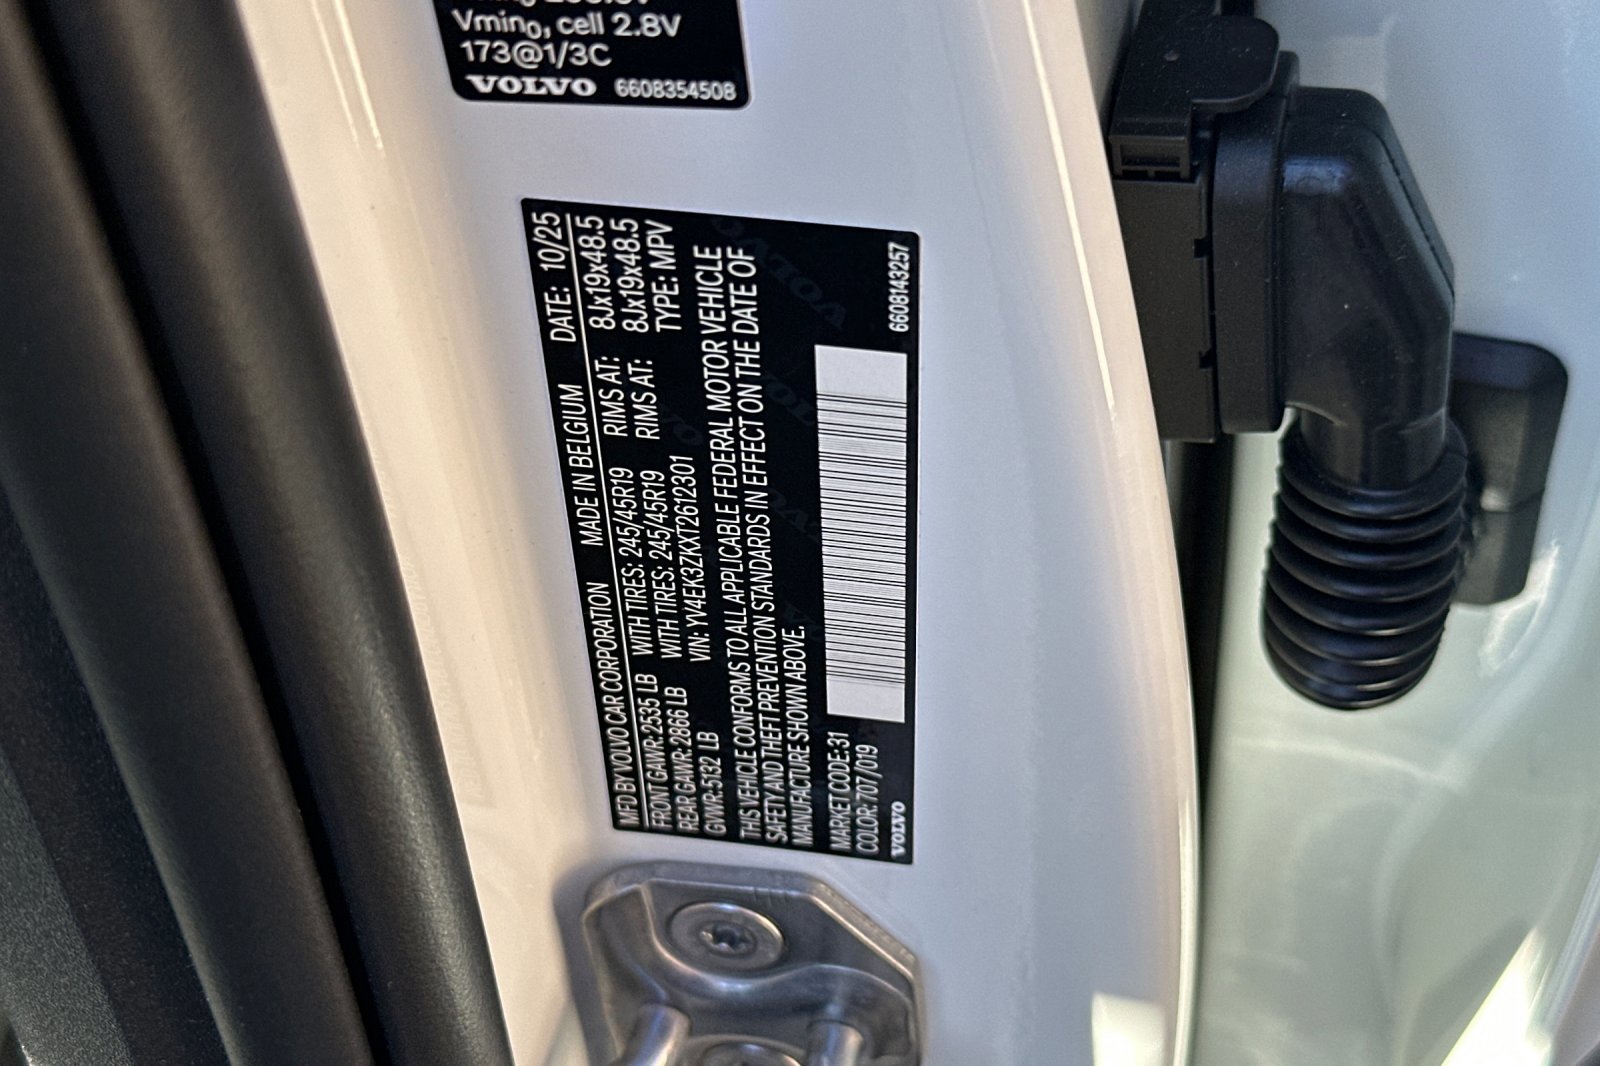 Vmin0, cell 2.8V
173@1/3C
VOLVO 6608354508
MFD BY VOLVO CAR CORPORATION MADE IN BELGIUM DATE: 10/25
FRONT GAWR: 2535 LB WITH TIRES: 245/45R19 RIMS AT: 8Jx19x48.5
REAR GAWR: 2866 LB WITH TIRES: 245/45R19 RIMS AT: 8Jx19x48.5
GVWR: 5132 LB VIN: YV4EK3ZKXT2612301 TYPE: MPV
THIS VEHICLE CONFORMS TO ALL APPLICABLE FEDERAL MOTOR VEHICLE
SAFETY AND THEFT PREVENTION STANDARDS IN EFFECT ON THE DATE OF
MANUFACTURE SHOWN ABOVE.
MARKET CODE:31
COLOR: 707/019
VOLVO 6608143257